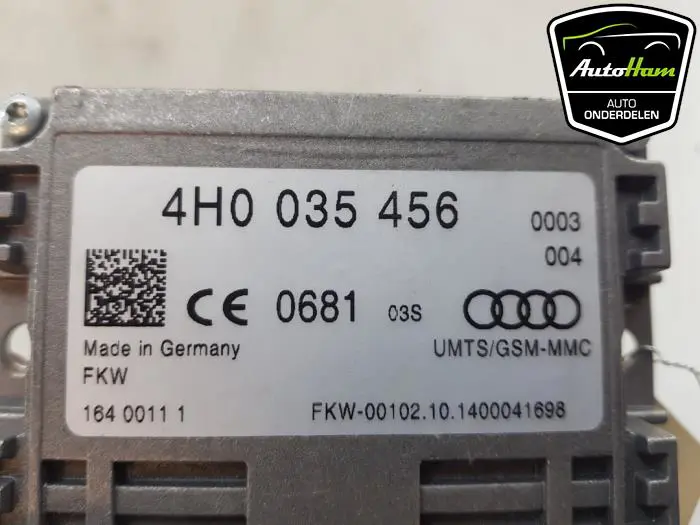 AutoHam
AUTO
ONDERDELEN
4H0 035 456
0003
004
CE 0681 03S
Made in Germany
UMTS/GSM-MMC
FKW
164 0011 1
FKW-00102.10.1400041698